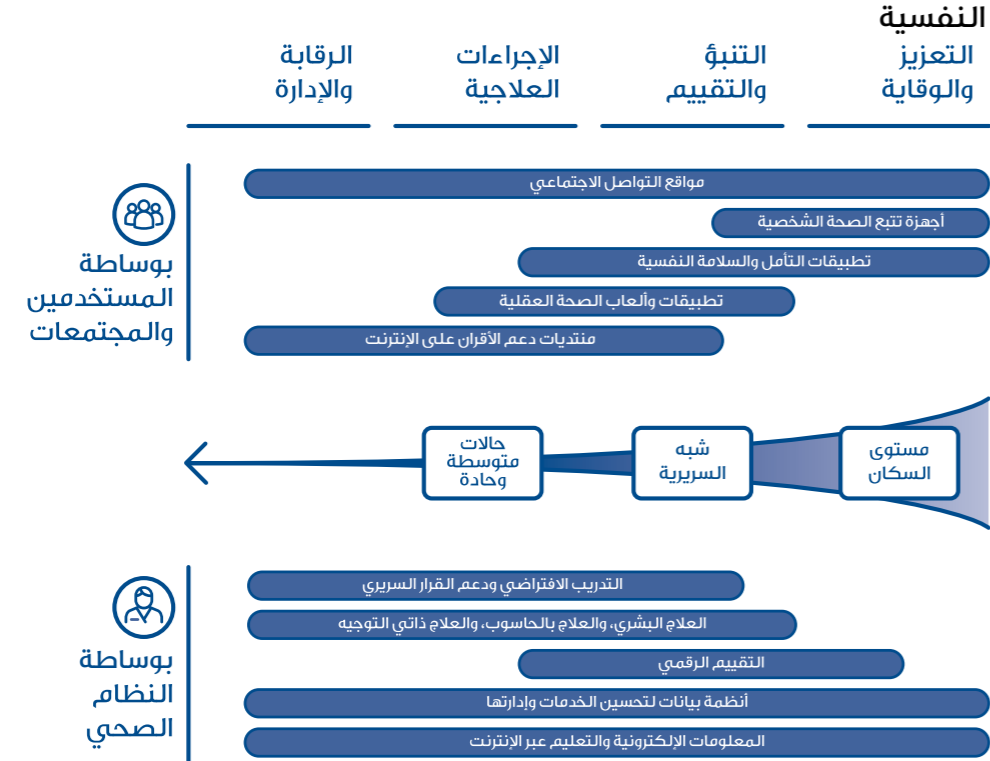 النفسية
التعزيز
والوقاية
التنبؤ
والتقييم
الإجراءات
العلاجية
الرقابة
والإدارة
بوساطة
المستخدمين
والمجتمعات
مواقع التواصل الاجتماعي
أجهزة تتبع الصحة الشخصية
تطبيقات التأمل والسلامة النفسية
تطبيقات وألعاب الصحة العقلية
منتديات دعم الأقران على الإنترنت
مستوى
السكان
شبه
السريرية
حالات
متوسطة
وحادة
بوساطة
النظام
الصحي
التدريب الافتراضي ودعم القرار السريري
العلاج البشري، والعلاج بالحاسوب، والعلاج ذاتي التوجيه
التقييم الرقمي
أنظمة بيانات لتحسين الخدمات وإدارتها
المعلومات الإلكترونية والتعليم عبر الإنترنت